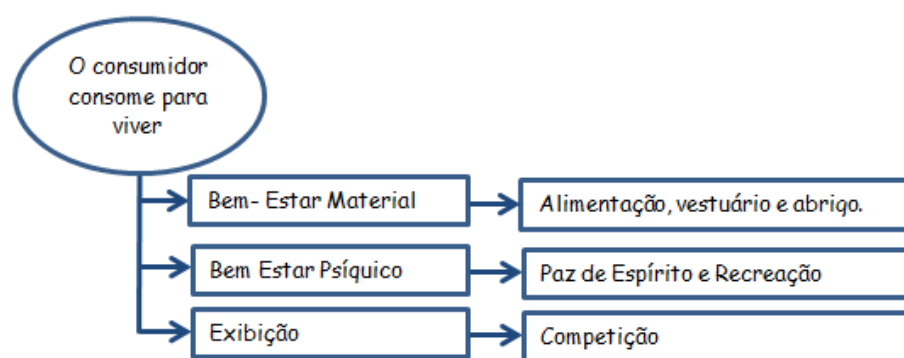 O consumidor
consome para
viver
Bem- Estar Material
Alimentação, vestuário e abrigo.
Bem Estar Psíquico
Paz de Espírito e Recreação
Exibição
Competição